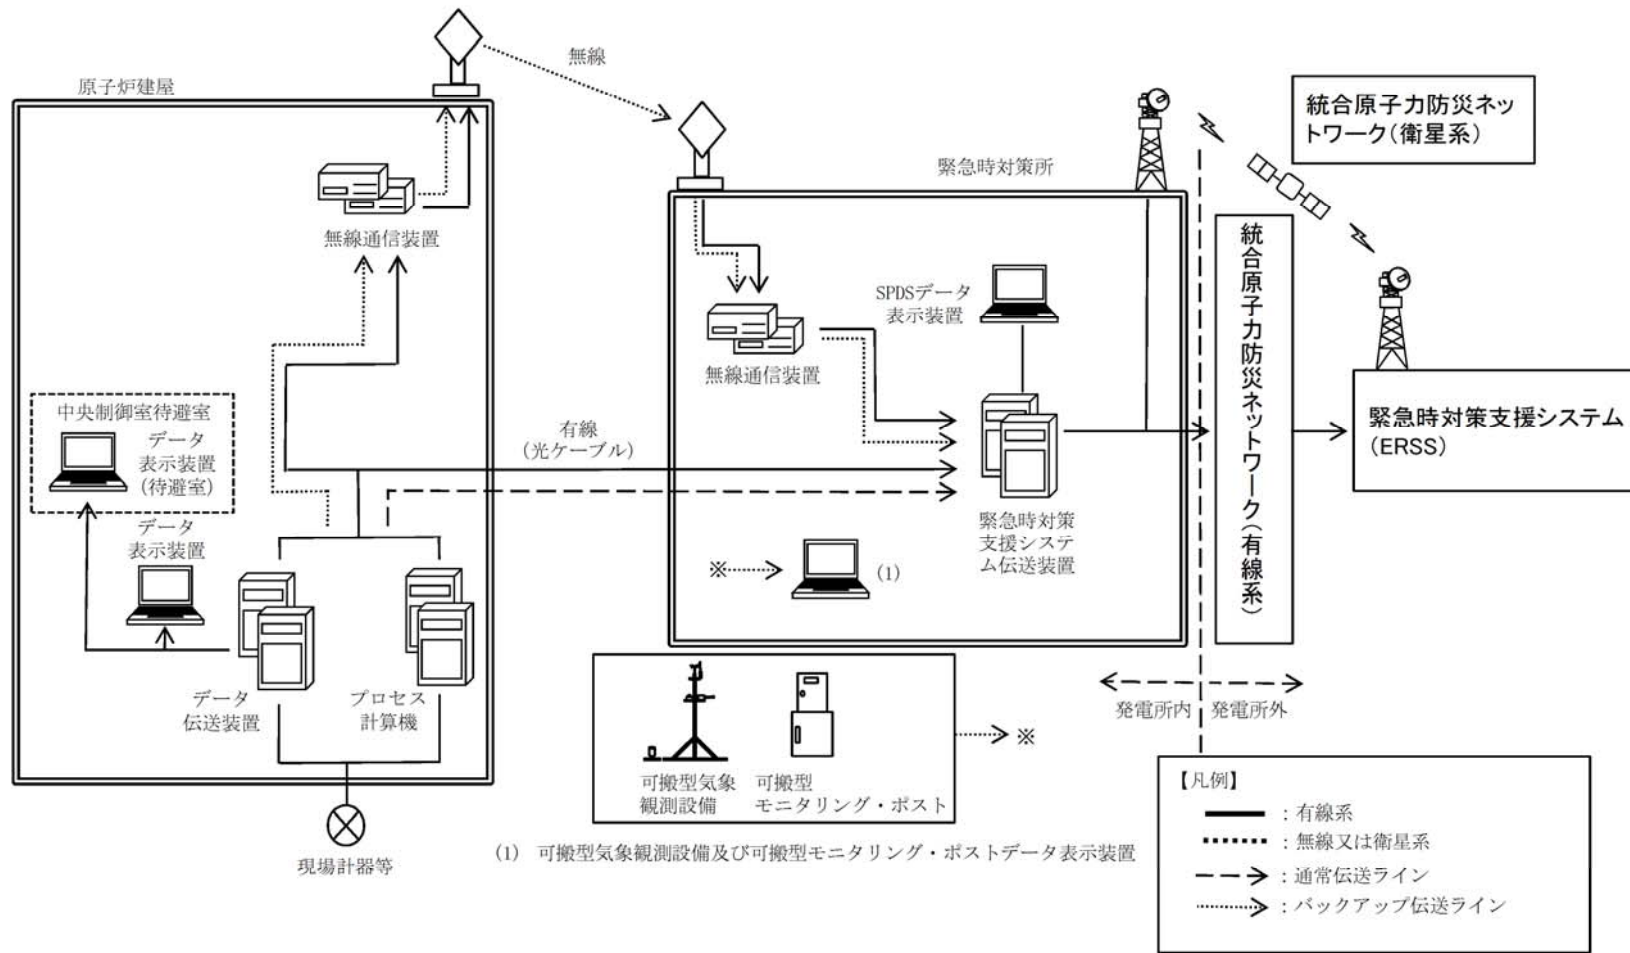 原子炉建屋
無線
無線通信装置
中央制御室待避室
データ
表示装置
(待避室)
データ
表示装置
データ
伝送装置
プロセス
計算機
現場計器等
有線
(光ケーブル)
緊急時対策所
無線通信装置
SPDSデータ
表示装置
緊急時対策
支援システ
ム伝送装置
※
(1)
可搬型気象
観測設備
可搬型
モニタリング・ポスト
※
(1) 可搬型気象観測設備及び可搬型モニタリング・ポストデータ表示装置
統合原子力防災ネッ
トワーク(衛星系)
統合原子力防災ネットワーク(有線系)
緊急時対策支援システム
(ERSS)
発電所内
発電所外
【凡例】
:有線系
:無線又は衛星系
:通常伝送ライン
:バックアップ伝送ライン